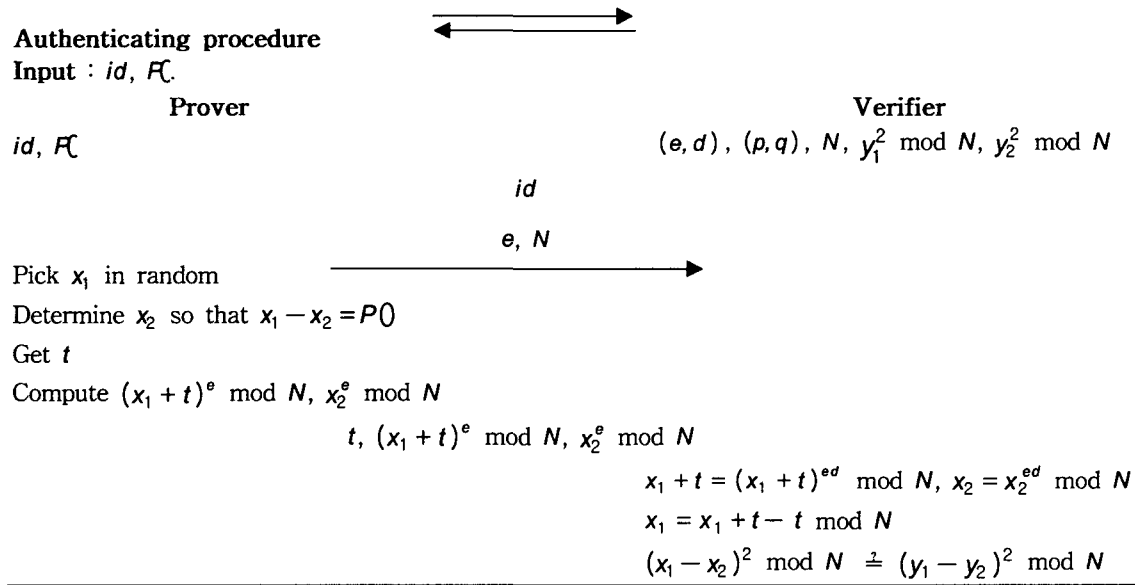 Authenticating procedure
Input : id, P(.
Prover Verifier
id, P( (e, d), (p, q), N, y₁² mod N, y₂² mod N
id
e, N
Pick x₁ in random
Determine x₂ so that x₁ − x₂ = P()
Get t
Compute (x₁ + t)ᵉ mod N, x₂ᵉ mod N
t, (x₁ + t)ᵉ mod N, x₂ᵉ mod N
x₁ + t = (x₁ + t)ᵉᵈ mod N, x₂ = x₂ᵉᵈ mod N
x₁ = x₁ + t − t mod N
(x₁ − x₂)² mod N ≟ (y₁ − y₂)² mod N